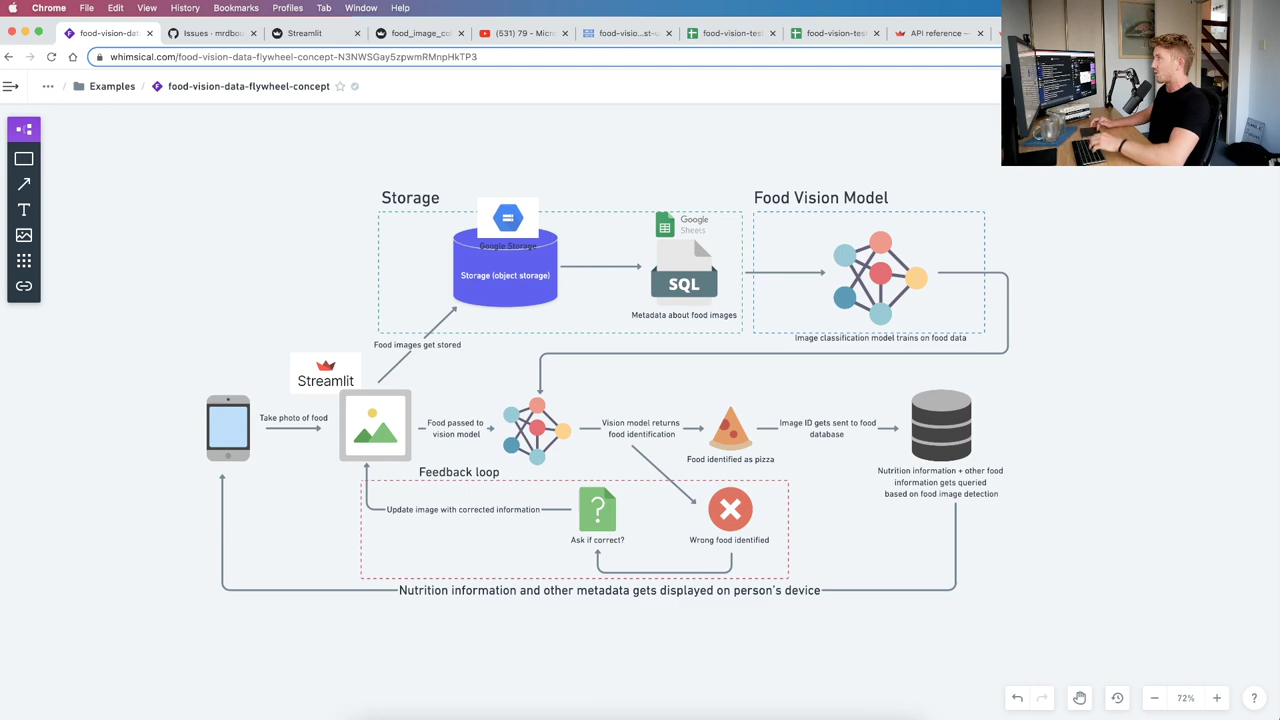 Chrome File Edit View History Bookmarks Profiles Tab Window Help
food-vision-dat
Issues · mrdbou
Streamlit
food_image_co
(531) 79 - Micro
food-visio...st-u
food-vision-test
food-vision-test
API reference —
whimsical.com/food-vision-data-flywheel-concept-N3NWSGay5zpwmRMnpHkTP3
··· / Examples / food-vision-data-flywheel-concept
Storage
Food Vision Model
Google Storage
Google
Sheets
Storage (object storage)
SQL
Metadata about food images
Image classification model trains on food data
Food images get stored
Streamlit
Take photo of food
Food passed to
vision model
Vision model returns
food identification
Food identified as pizza
Image ID gets sent to food
database
Nutrition information + other food
information gets queried
based on food image detection
Feedback loop
Update image with corrected information
Ask if correct?
Wrong food identified
Nutrition information and other metadata gets displayed on person's device
72%